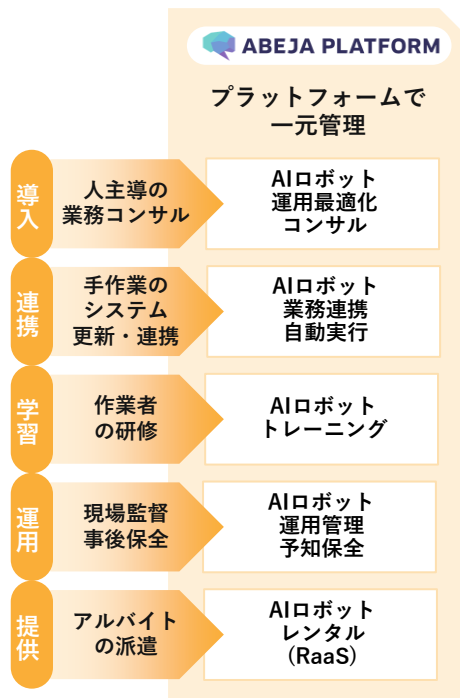 ABEJA PLATFORM
プラットフォームで
一元管理
導入
人主導の
業務コンサル
AIロボット
運用最適化
コンサル
連携
手作業の
システム
更新・連携
AIロボット
業務連携
自動実行
学習
作業者
の研修
AIロボット
トレーニング
運用
現場監督
事後保全
AIロボット
運用管理
予知保全
提供
アルバイト
の派遣
AIロボット
レンタル
(RaaS)